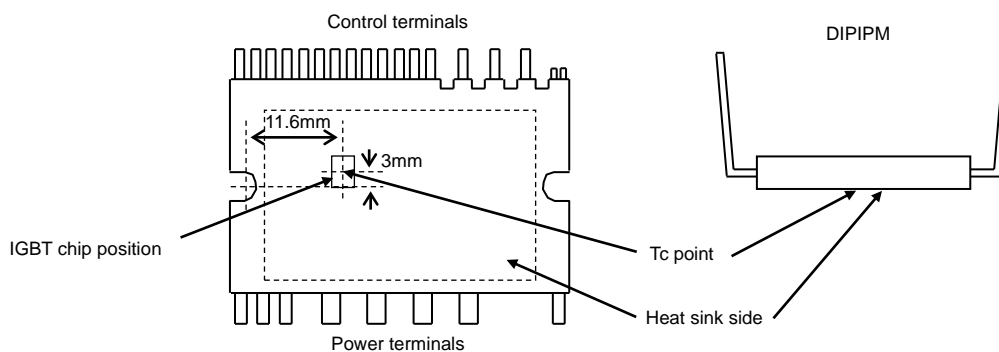 Control terminals
DIPIPM
11.6mm
3mm
IGBT chip position
Tc point
Heat sink side
Power terminals